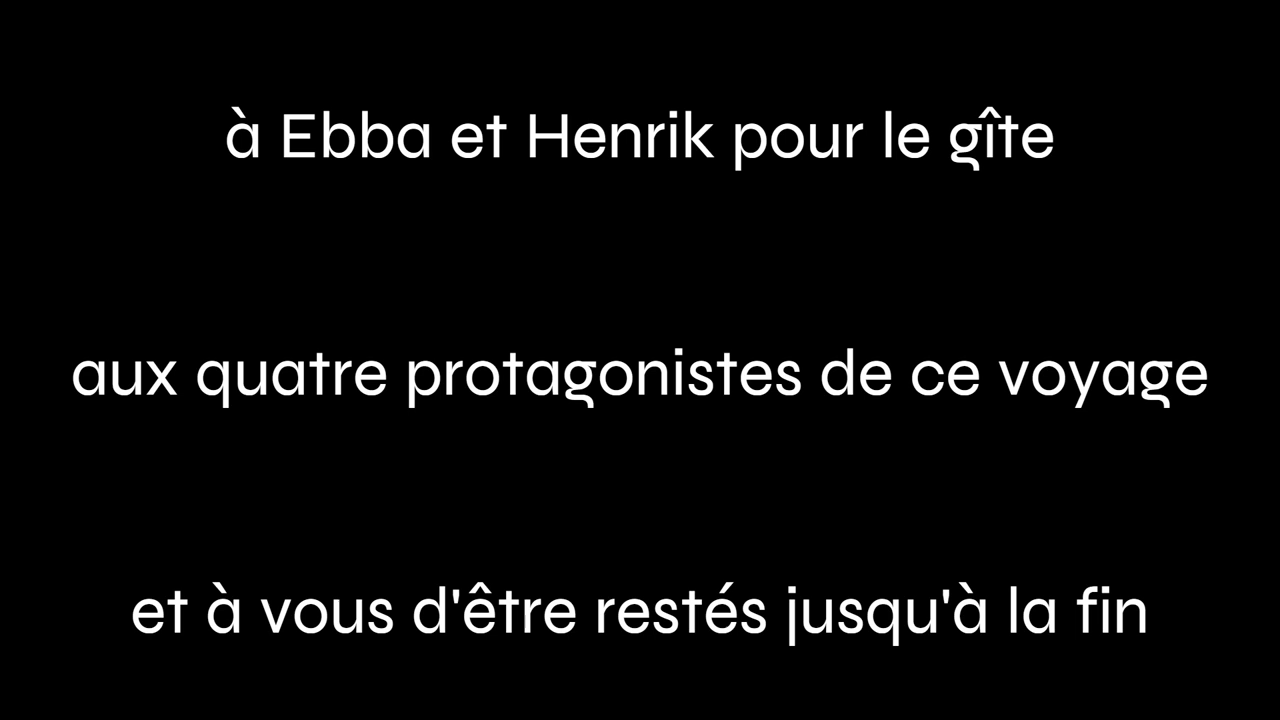 à Ebba et Henrik pour le gîte
aux quatre protagonistes de ce voyage
et à vous d'être restés jusqu'à la fin